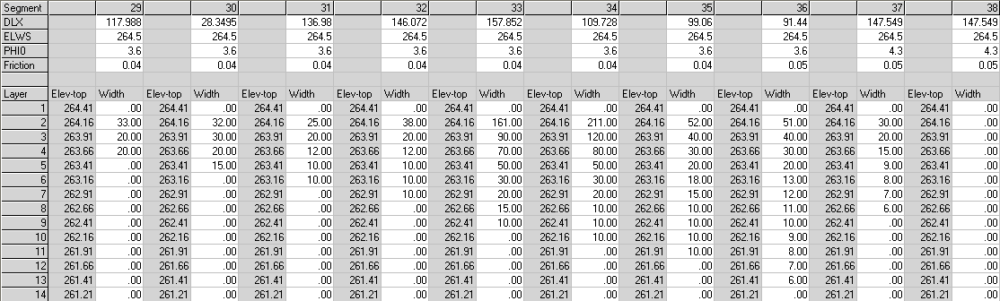 Segment 29 30 31 32 33 34 35 36 37 38
DLX 117.988 28.3495 136.98 146.072 157.852 109.728 99.06 91.44 147.549 147.549
ELWS 264.5 264.5 264.5 264.5 264.5 264.5 264.5 264.5 264.5 264.5
PHI0 3.6 3.6 3.6 3.6 3.6 3.6 3.6 3.6 4.3 4.3
Friction 0.04 0.04 0.04 0.04 0.04 0.04 0.04 0.05 0.05 0.05
Layer Elev-top Width Elev-top Width Elev-top Width Elev-top Width Elev-top Width Elev-top Width Elev-top Width Elev-top Width Elev-top Width Elev-top Width
1 264.41 .00 264.41 .00 264.41 .00 264.41 .00 264.41 .00 264.41 .00 264.41 .00 264.41 .00 264.41 .00 264.41 .00
2 264.16 33.00 264.16 32.00 264.16 25.00 264.16 38.00 264.16 161.00 264.16 211.00 264.16 52.00 264.16 51.00 264.16 30.00 264.16 .00
3 263.91 20.00 263.91 30.00 263.91 20.00 263.91 20.00 263.91 90.00 263.91 120.00 263.91 40.00 263.91 40.00 263.91 20.00 263.91 .00
4 263.66 20.00 263.66 20.00 263.66 12.00 263.66 12.00 263.66 70.00 263.66 80.00 263.66 30.00 263.66 30.00 263.66 15.00 263.66 .00
5 263.41 .00 263.41 15.00 263.41 10.00 263.41 10.00 263.41 50.00 263.41 50.00 263.41 20.00 263.41 20.00 263.41 9.00 263.41 .00
6 263.16 .00 263.16 .00 263.16 10.00 263.16 10.00 263.16 30.00 263.16 30.00 263.16 18.00 263.16 13.00 263.16 8.00 263.16 .00
7 262.91 .00 262.91 .00 262.91 .00 262.91 10.00 262.91 20.00 262.91 20.00 262.91 15.00 262.91 12.00 262.91 7.00 262.91 .00
8 262.66 .00 262.66 .00 262.66 .00 262.66 .00 262.66 15.00 262.66 10.00 262.66 10.00 262.66 11.00 262.66 6.00 262.66 .00
9 262.41 .00 262.41 .00 262.41 .00 262.41 .00 262.41 10.00 262.41 10.00 262.41 10.00 262.41 10.00 262.41 .00 262.41 .00
10 262.16 .00 262.16 .00 262.16 .00 262.16 .00 262.16 .00 262.16 10.00 262.16 10.00 262.16 9.00 262.16 .00 262.16 .00
11 261.91 .00 261.91 .00 261.91 .00 261.91 .00 261.91 .00 261.91 .00 261.91 10.00 261.91 8.00 261.91 .00 261.91 .00
12 261.66 .00 261.66 .00 261.66 .00 261.66 .00 261.66 .00 261.66 .00 261.66 .00 261.66 7.00 261.66 .00 261.66 .00
13 261.41 .00 261.41 .00 261.41 .00 261.41 .00 261.41 .00 261.41 .00 261.41 .00 261.41 6.00 261.41 .00 261.41 .00
14 261.21 .00 261.21 .00 261.21 .00 261.21 .00 261.21 .00 261.21 .00 261.21 .00 261.21 .00 261.21 .00 261.21 .00